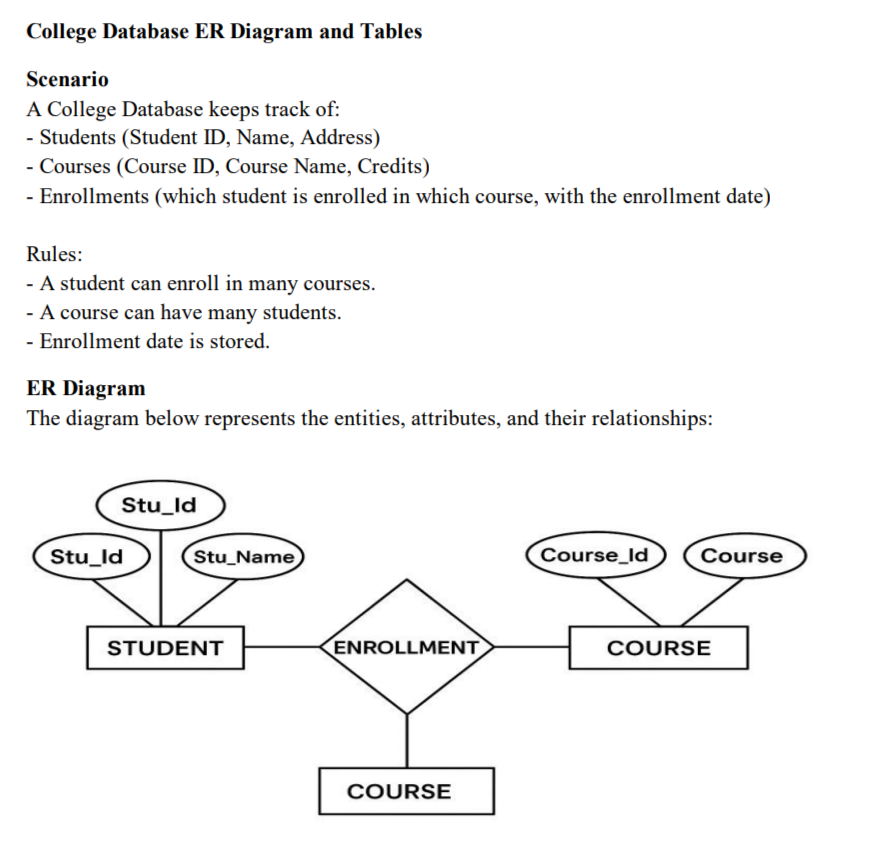 College Database ER Diagram and Tables
Scenario
A College Database keeps track of:
- Students (Student ID, Name, Address)
- Courses (Course ID, Course Name, Credits)
- Enrollments (which student is enrolled in which course, with the enrollment date)
Rules:
- A student can enroll in many courses.
- A course can have many students.
- Enrollment date is stored.
ER Diagram
The diagram below represents the entities, attributes, and their relationships:
Stu_Id
Stu_Id
Stu_Name
Course_Id
Course
STUDENT
ENROLLMENT
COURSE
COURSE